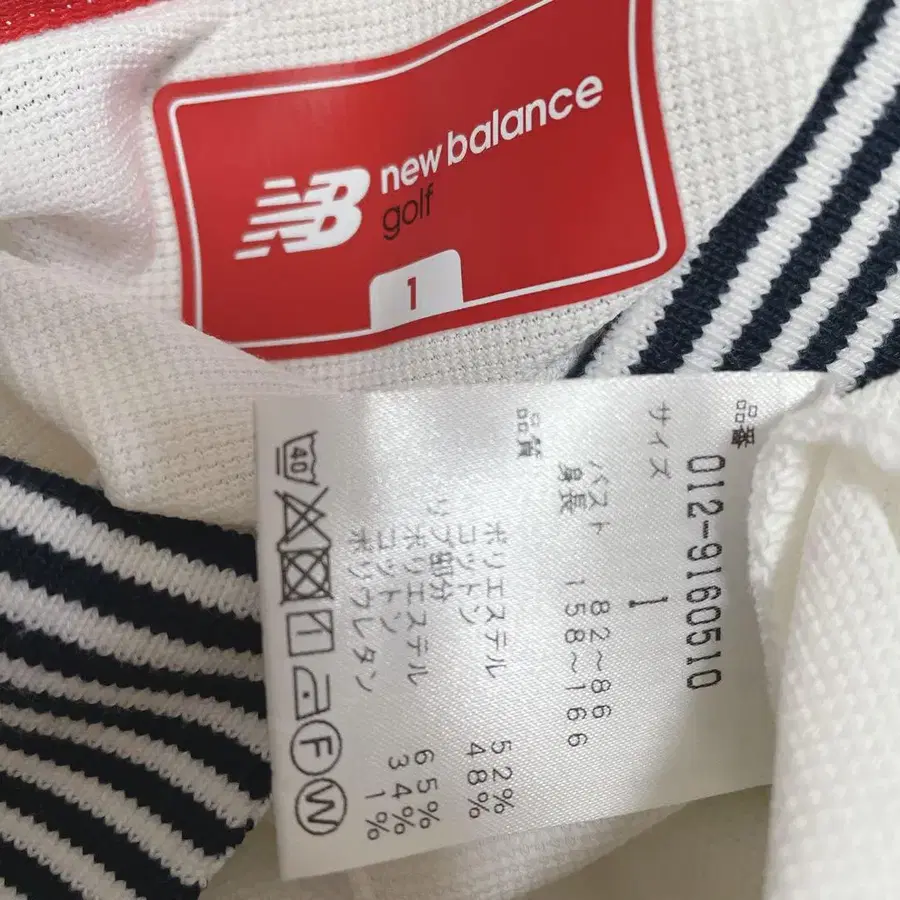 new balance
golf
1
品番 012-9160510
サイズ 1
バスト 82~86
身長 158~166
品質
ポリエステル 52%
コットン 48%
リブ部分
ポリエステル 65%
コットン 34%
ポリウレタン 1%
40
F
W